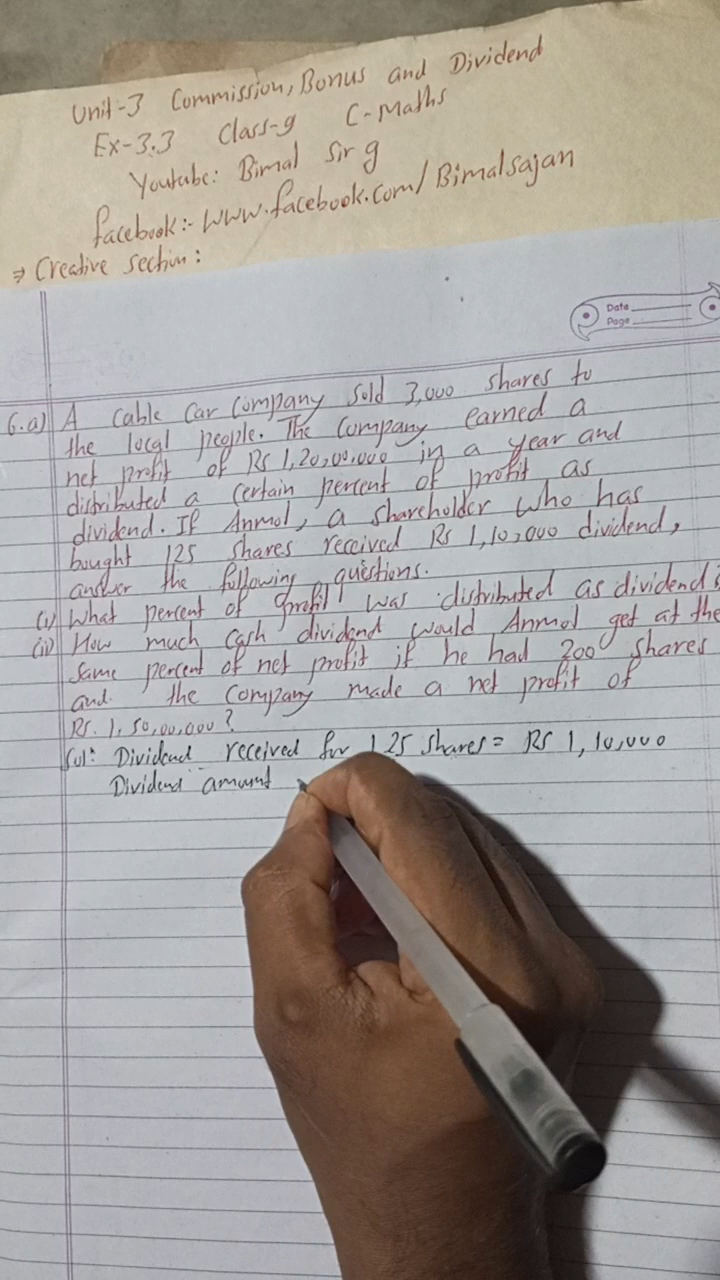 Unit-3 Commission, Bonus and Dividend
Ex-3.3 Class-9 C-Maths
Youtube: Bimal Sir g
facebook:- www.facebook.com/Bimalsajan
⇒ Creative section:
Date
Page
6.a) A Cable Car Company Sold 3,000 shares to
the local people. The Company earned a
net profit of RS 1,20,00,000 in a year and
distributed a certain percent of profit as
dividend. If Anmol, a shareholder who has
bought 125 shares received Rs 1,10,000 dividend,
answer the following questions.
(i) What percent of profit was distributed as dividend?
(ii) How much cash dividend would Anmol get at the
same percent of net profit if he had 200 shares
and the Company made a net profit of
Rs. 1,50,00,000?
Sol: Dividend received for 125 shares = RS 1,10,000
Dividend amount